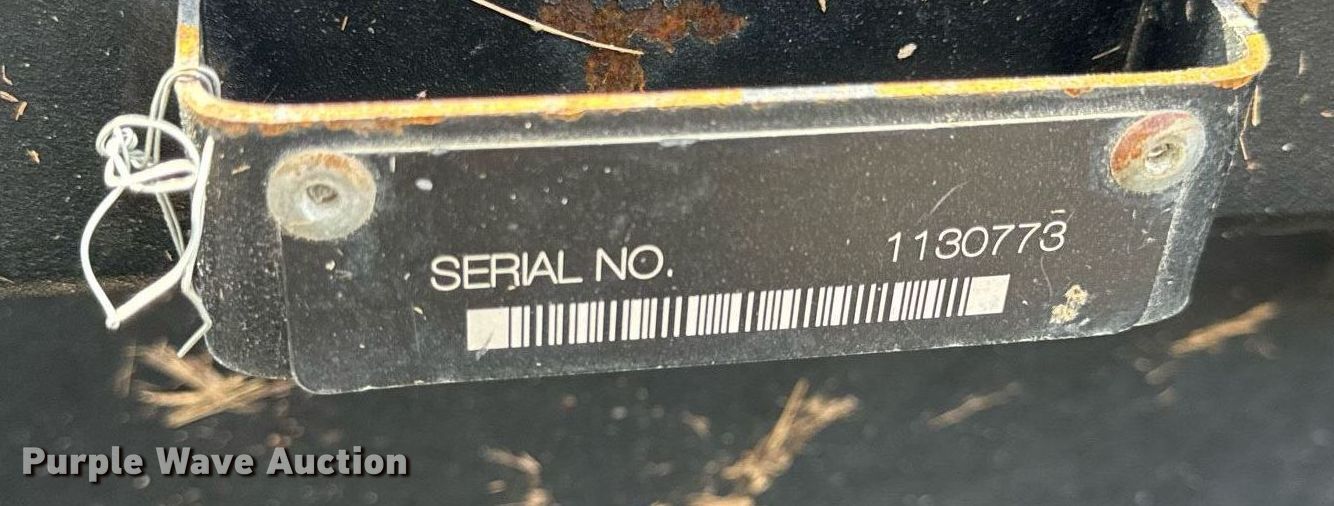 SERIAL NO. 1130773
Purple Wave Auction